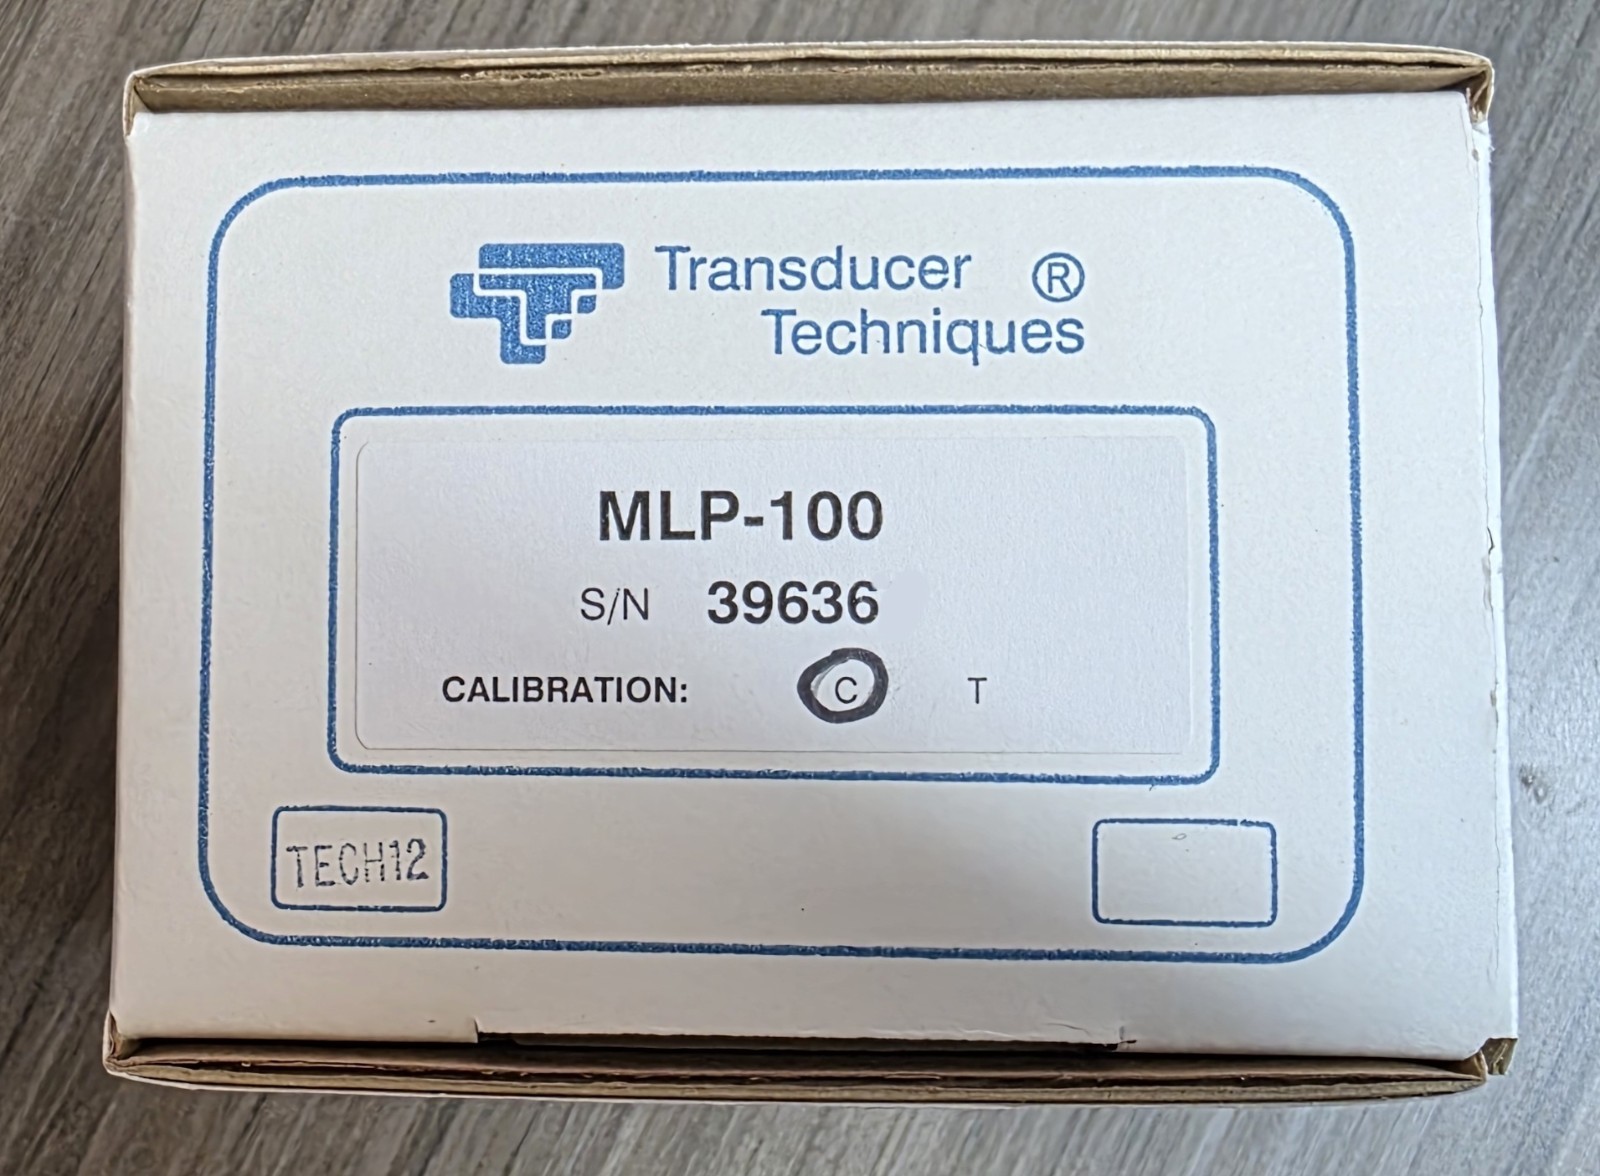 Transducer ®
Techniques
MLP-100
S/N 39636
CALIBRATION: C T
TECH12